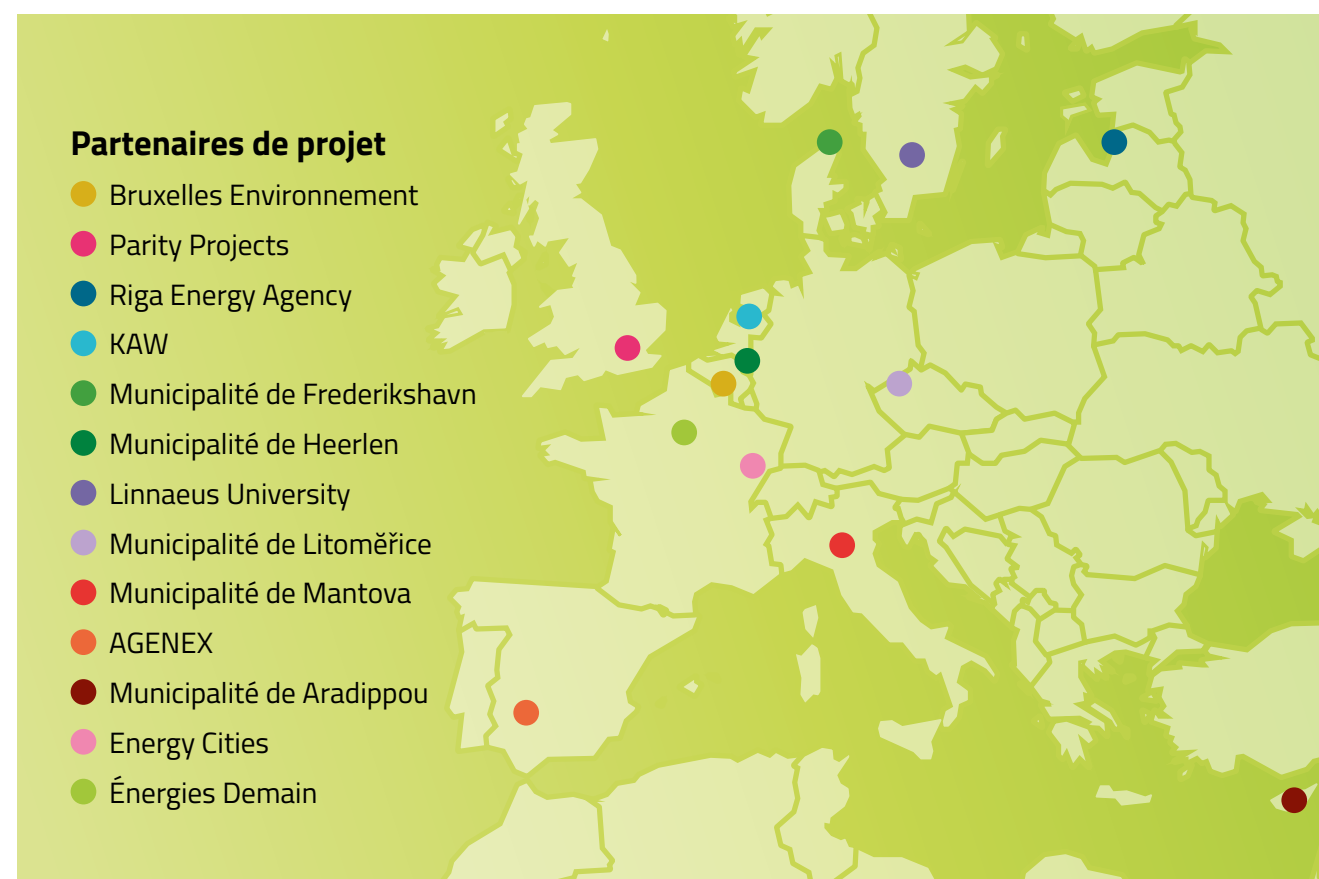 Partenaires de projet
Bruxelles Environnement
Parity Projects
Riga Energy Agency
KAW
Municipalité de Frederikshavn
Municipalité de Heerlen
Linnaeus University
Municipalité de Litoměřice
Municipalité de Mantova
AGENEX
Municipalité de Aradippou
Energy Cities
Énergies Demain